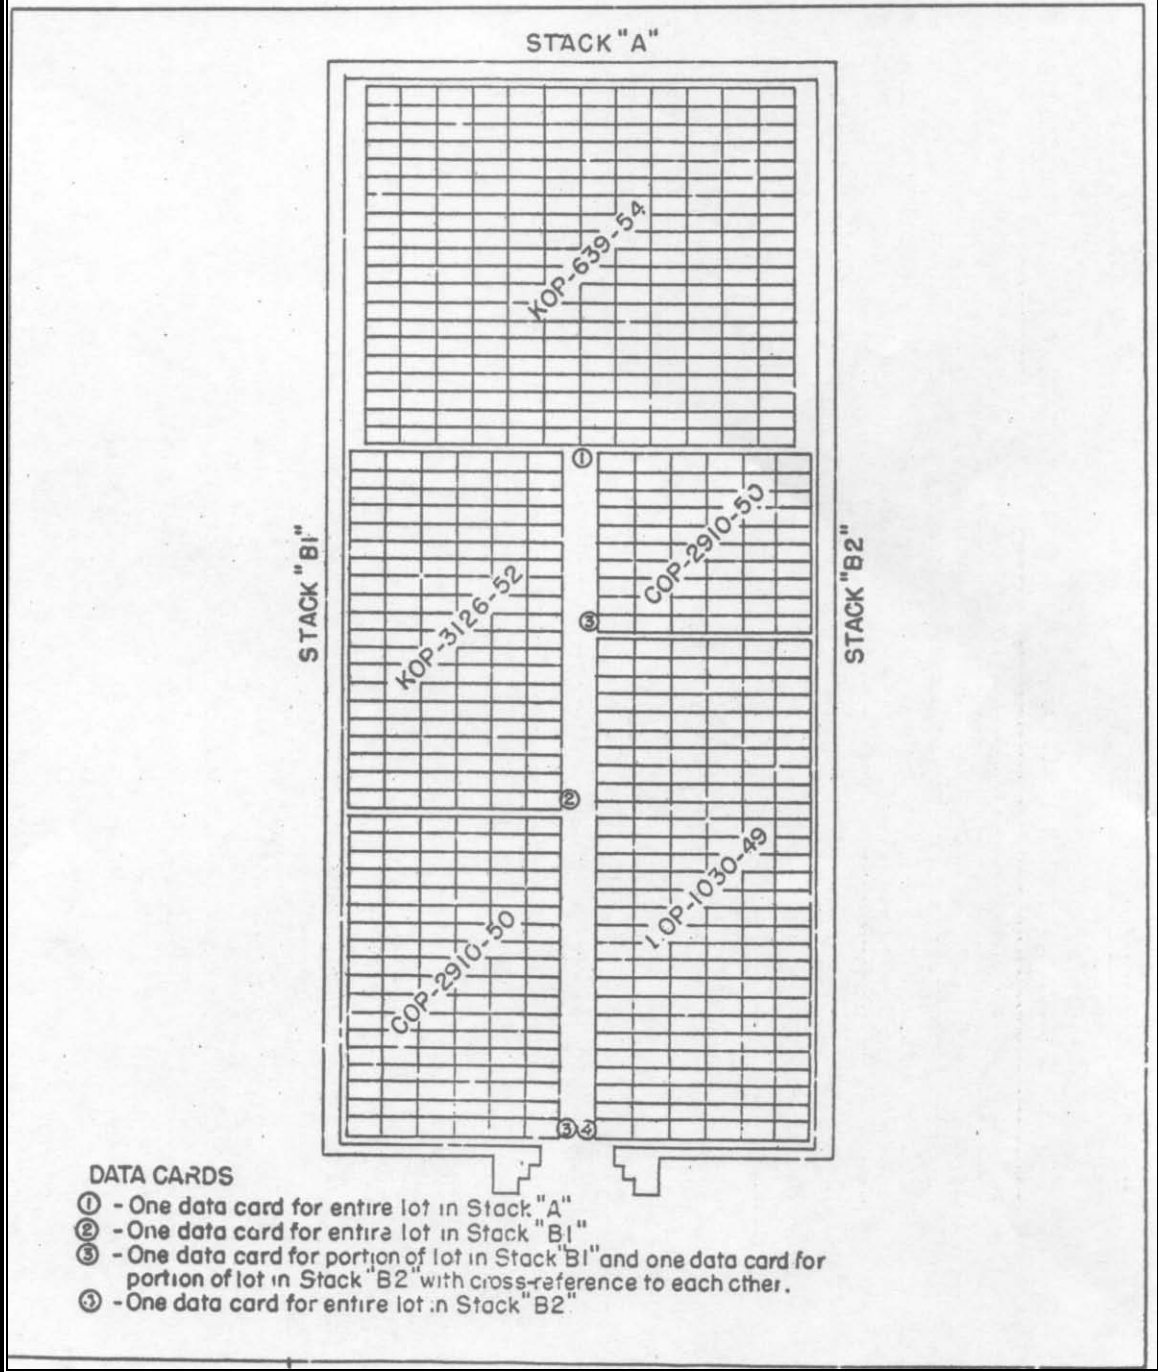 STACK "A"
KOP-639-54
①
STACK "B1"
KOP-3126-52
COP-2910-50
③
STACK "B2"
②
COP-2910-50
LOP-1030-49
③ ④
DATA CARDS
① - One data card for entire lot in Stack "A"
② - One data card for entire lot in Stack "B1"
③ - One data card for portion of lot in Stack "B1" and one data card for
portion of lot in Stack "B2" with cross-reference to each other.
- One data card for entire lot in Stack "B2"